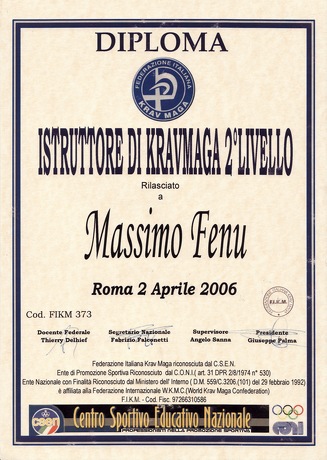 DIPLOMA
FEDERAZIONE ITALIANA
KRAV MAGA
ISTRUTTORE DI KRAVMAGA 2°LIVELLO
Rilasciato
a
Massimo Fenu
Roma 2 Aprile 2006
F.I.K.M.
Cod. FIKM 373
Docente Federale Segretario Nazionale Supervisore Presidente
Thierry Delhief Fabrizio Falconetti Angelo Sanna Giuseppe Palma
Federazione Italiana Krav Maga riconosciuta dal C.S.E.N.
Ente di Promozione Sportiva Riconosciuto dal C.O.N.I ( art. 31 DPR 2/8/1974 n° 530)
Ente Nazionale con Finalità Riconosciuto dal Ministero dell' Interno ( D.M. 559/C.3206.(101) del 29 febbraio 1992)
è affiliata alla Federazione Internazionale W.K.M.C.(World Krav Maga Confederation)
F.I.K.M. - Cod. Fisc. 97266310586
csen Centro Sportivo Educativo Nazionale